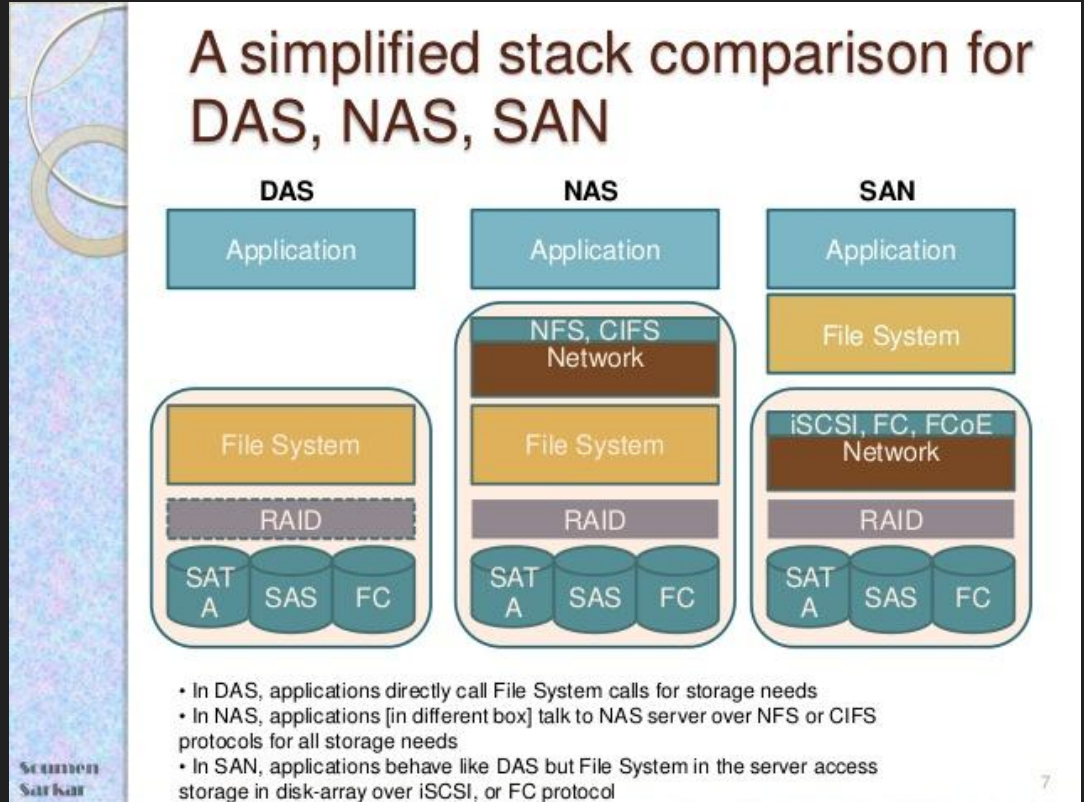 A simplified stack comparison for
DAS, NAS, SAN
DAS
Application
File System
RAID
SAT
A
SAS
FC
NAS
Application
NFS, CIFS
Network
File System
RAID
SAT
A
SAS
FC
SAN
Application
File System
iSCSI, FC, FCoE
Network
RAID
SAT
A
SAS
FC
• In DAS, applications directly call File System calls for storage needs
• In NAS, applications [in different box] talk to NAS server over NFS or CIFS
protocols for all storage needs
• In SAN, applications behave like DAS but File System in the server access
storage in disk-array over iSCSI, or FC protocol
Soumen
Sarkar
7